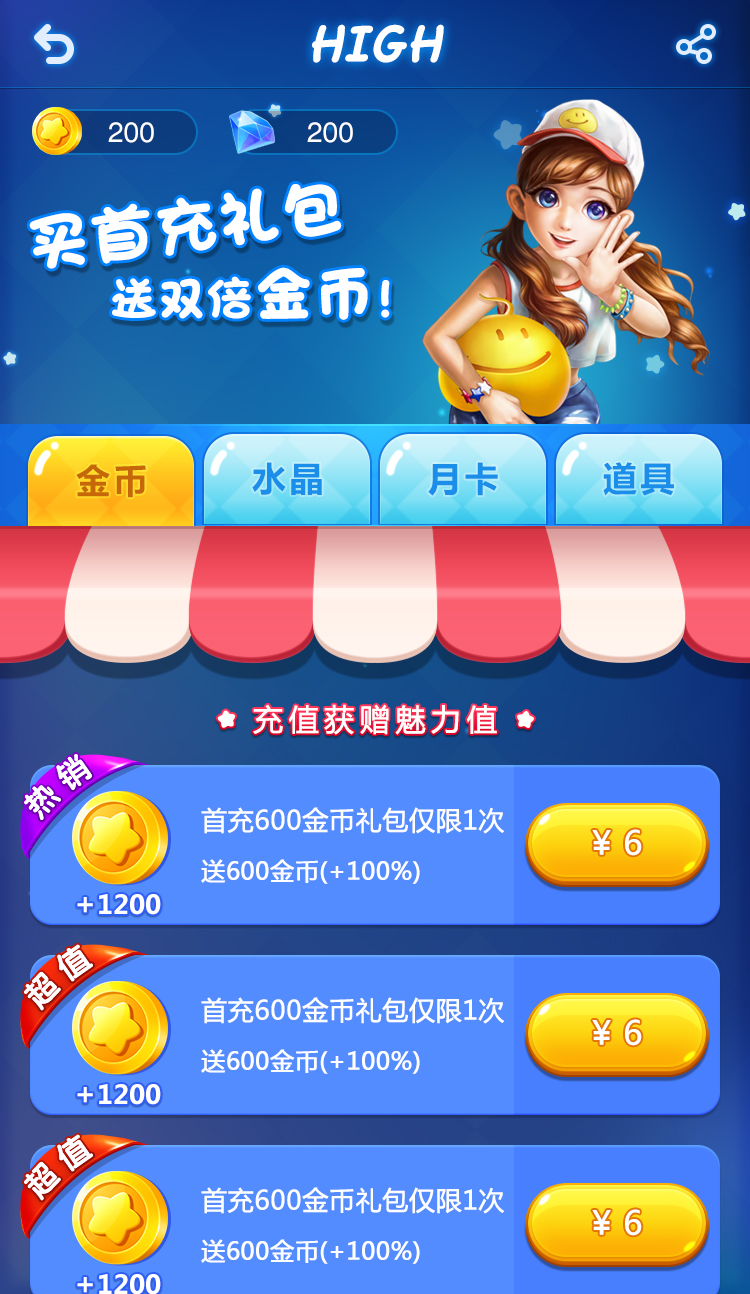 HIGH
200
200
买首充礼包
送双倍金币!
金币
水晶
月卡
道具
充值获赠魅力值
热销
首充600金币礼包仅限1次
送600金币(+100%)
+1200
¥ 6
超值
首充600金币礼包仅限1次
送600金币(+100%)
+1200
¥ 6
超值
首充600金币礼包仅限1次
送600金币(+100%)
+1200
¥ 6